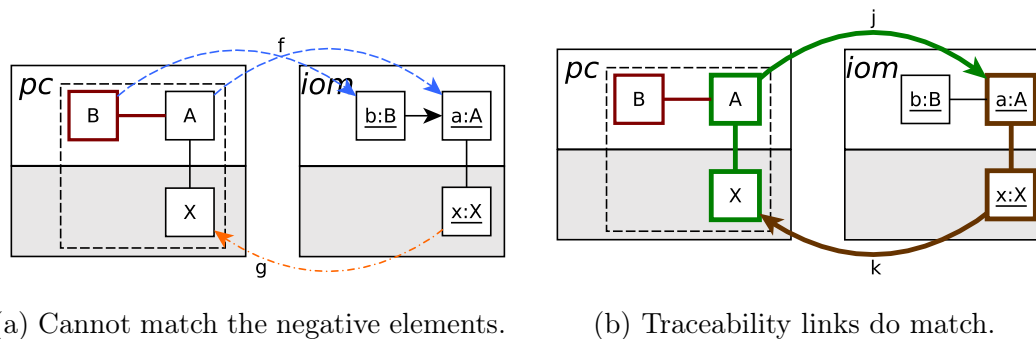 f
pc
iom
B
A
b:B
a:A
X
x:X
g
(a) Cannot match the negative elements.
j
pc
iom
B
A
b:B
a:A
X
x:X
k
(b) Traceability links do match.